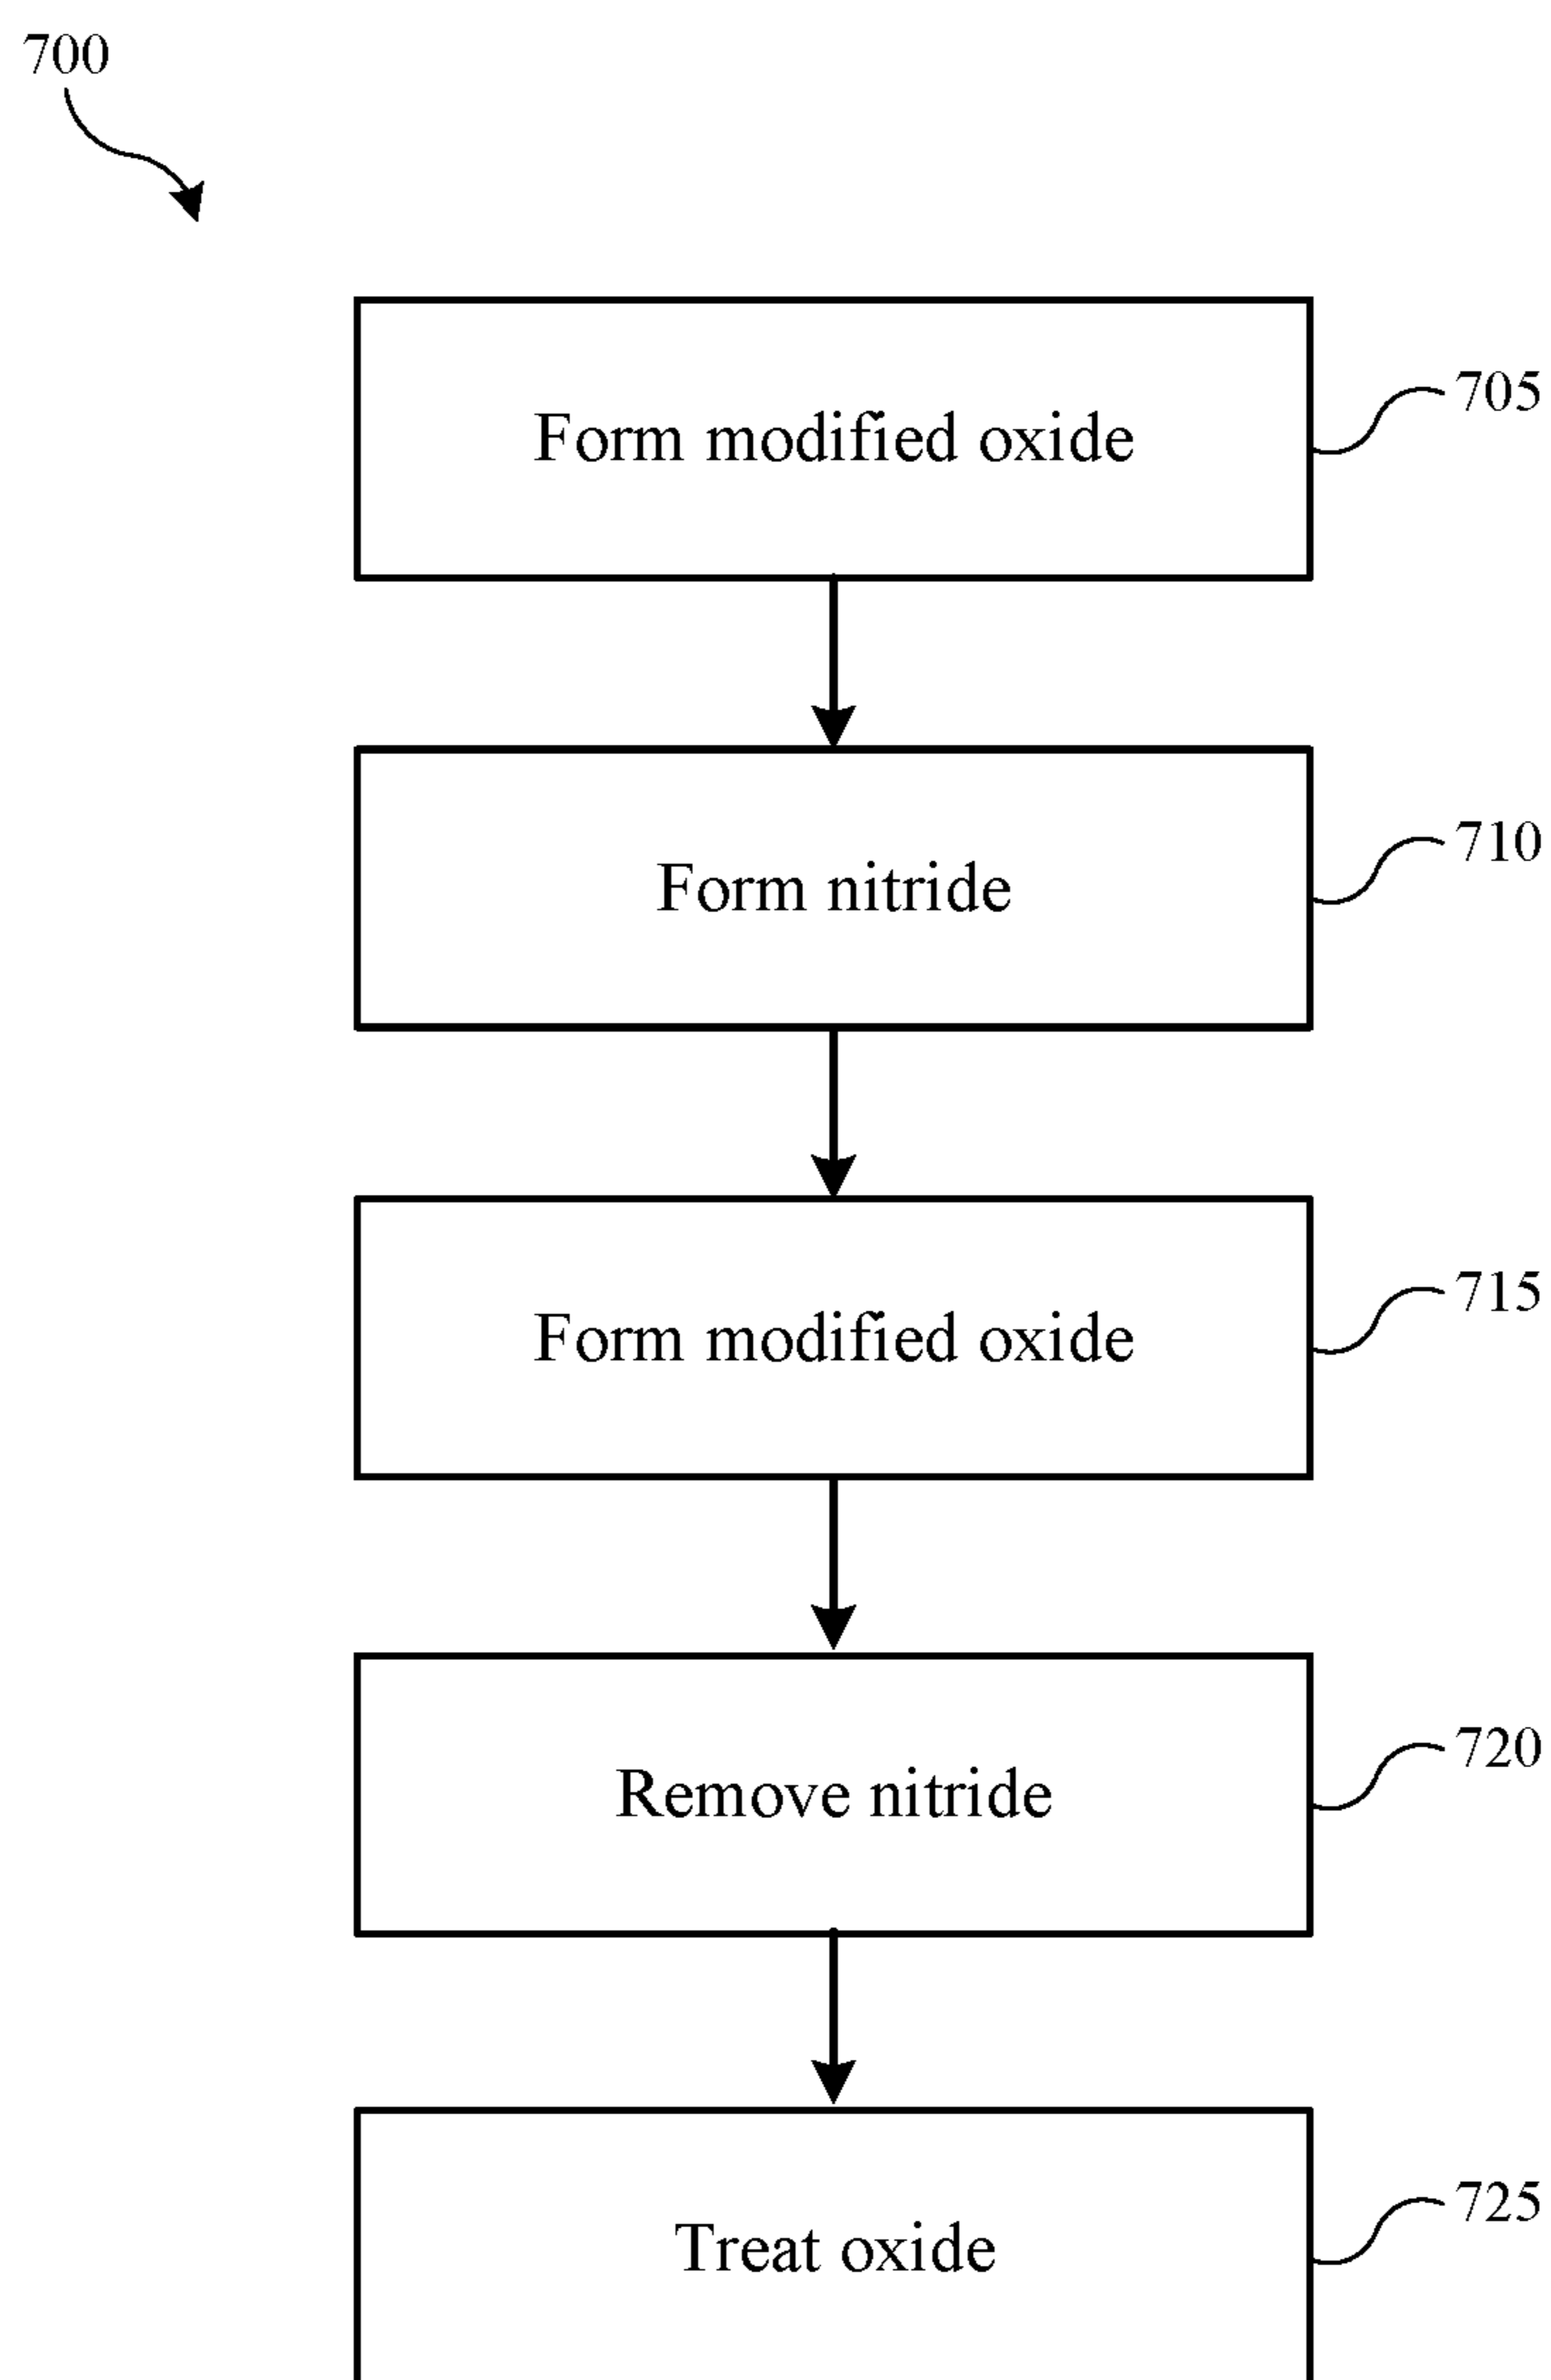 700
Form modified oxide
705
Form nitride
710
Form modified oxide
715
Remove nitride
720
Treat oxide
725